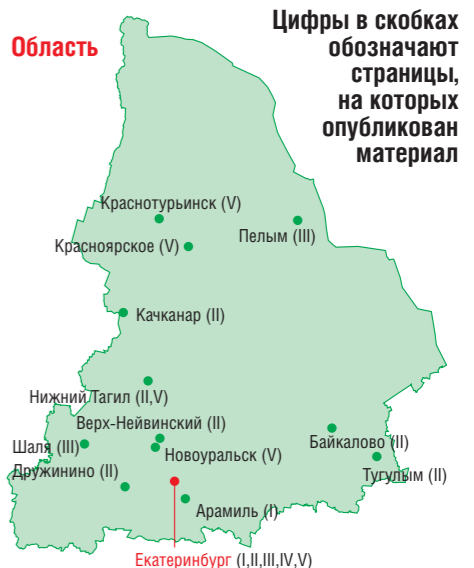 Область
Цифры в скобках
обозначают
страницы,
на которых
опубликован
материал
Краснотурьинск (V)
Пелым (III)
Красноярское (V)
Качканар (II)
Нижний Тагил (II,V)
Верх-Нейвинский (II)
Байкалово (II)
Шаля (III)
Новоуральск (V)
Дружинино (II)
Тугулым (II)
Арамиль (I)
Екатеринбург (I,II,III,IV,V)